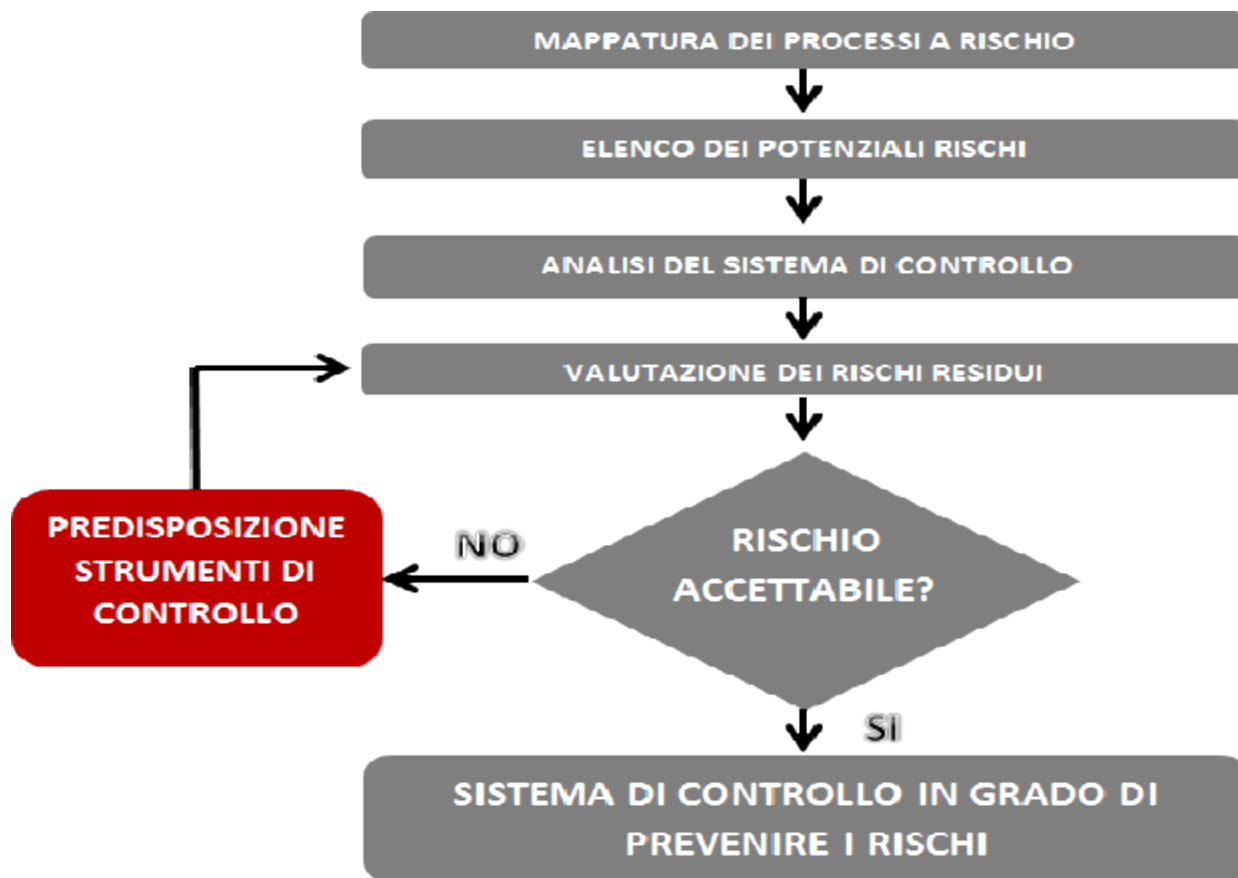 MAPPATURA DEI PROCESSI A RISCHIO
ELENCO DEI POTENZIALI RISCHI
ANALISI DEL SISTEMA DI CONTROLLO
VALUTAZIONE DEI RISCHI RESIDUI
RISCHIO
ACCETTABILE?
NO
PREDISPOSIZIONE
STRUMENTI DI
CONTROLLO
SI
SISTEMA DI CONTROLLO IN GRADO DI
PREVENIRE I RISCHI